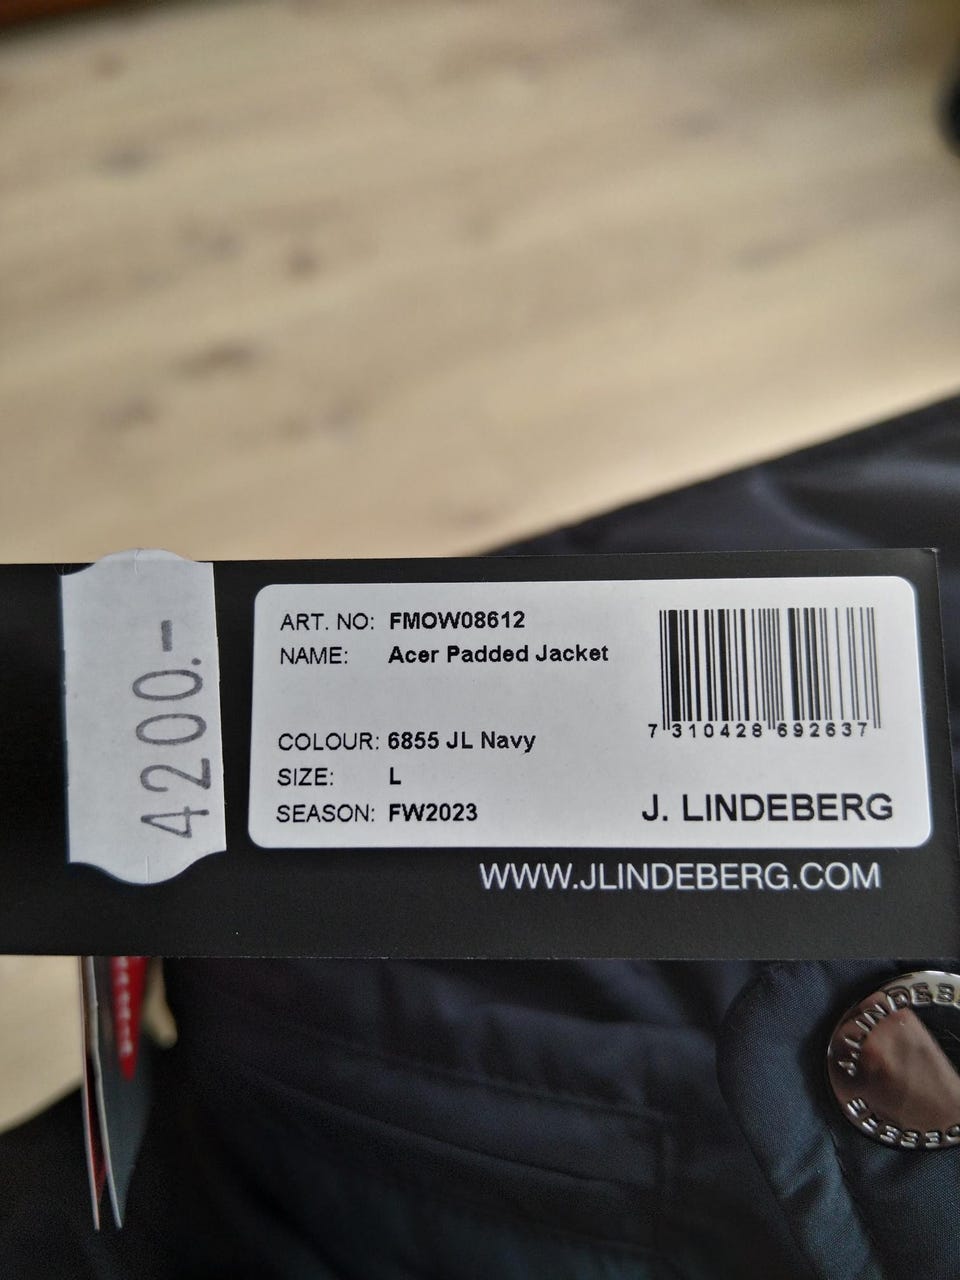 4200.-
ART. NO: FMOW08612
NAME: Acer Padded Jacket
COLOUR: 6855 JL Navy
SIZE: L
SEASON: FW2023
7 310428 692637
J. LINDEBERG
WWW.JLINDEBERG.COM
J.LINDEB